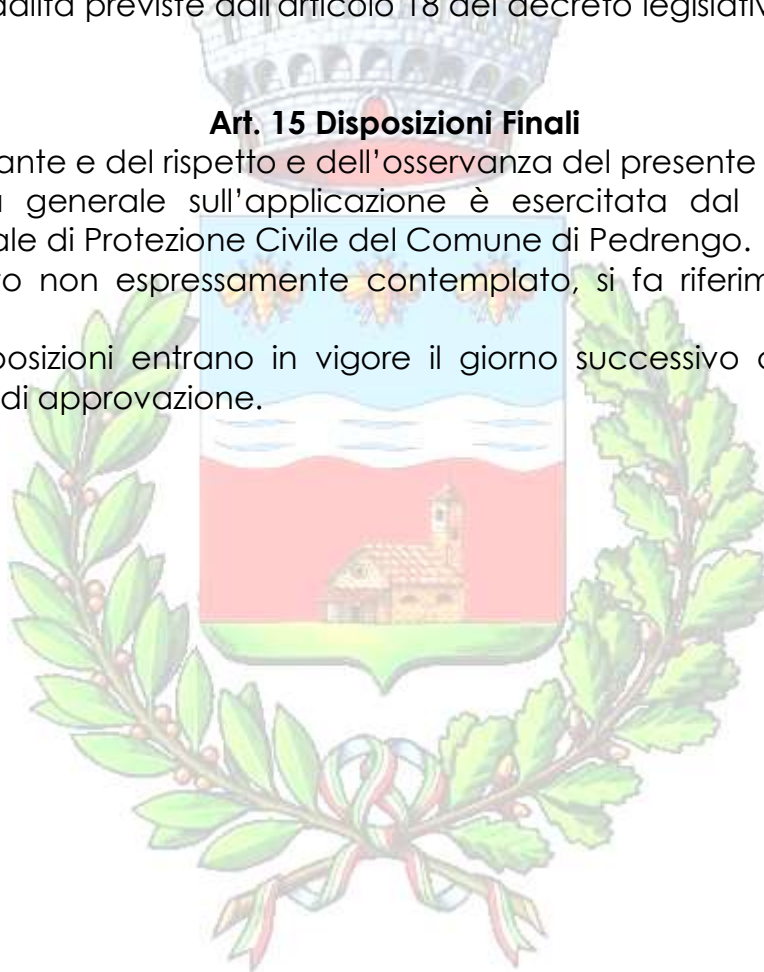 dalità previste dall'articolo 18 del decreto legislativ
Art. 15 Disposizioni Finali
ante e del rispetto e dell'osservanza del presente
generale sull'applicazione è esercitata dal
ale di Protezione Civile del Comune di Pedrengo.
to non espressamente contemplato, si fa riferim
posizioni entrano in vigore il giorno successivo
di approvazione.